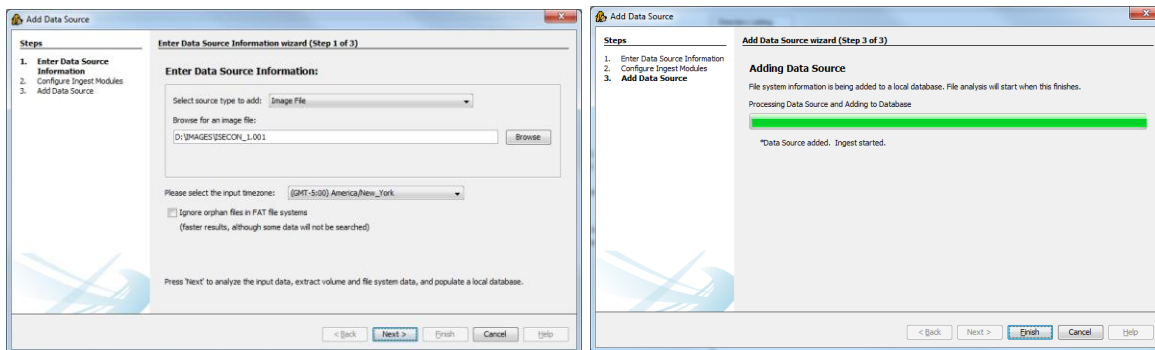 Add Data Source
Steps
1. Enter Data Source
Information
2. Configure Ingest Modules
3. Add Data Source
Enter Data Source Information wizard (Step 1 of 3)
Enter Data Source Information:
Select source type to add: Image File
Browse for an image file:
D:\IMAGES\ISECON_1.001 Browse
Please select the input timezone: (GMT-5:00) America/New_York
Ignore orphan files in FAT file systems
(faster results, although some data will not be searched)
Press 'Next' to analyze the input data, extract volume and file system data, and populate a local database.
< Back Next > Finish Cancel Help
Add Data Source
Steps
1. Enter Data Source Information
2. Configure Ingest Modules
3. Add Data Source
Add Data Source wizard (Step 3 of 3)
Adding Data Source
File system information is being added to a local database. File analysis will start when this finishes.
Processing Data Source and Adding to Database
*Data Source added. Ingest started.
< Back Next > Finish Cancel Help